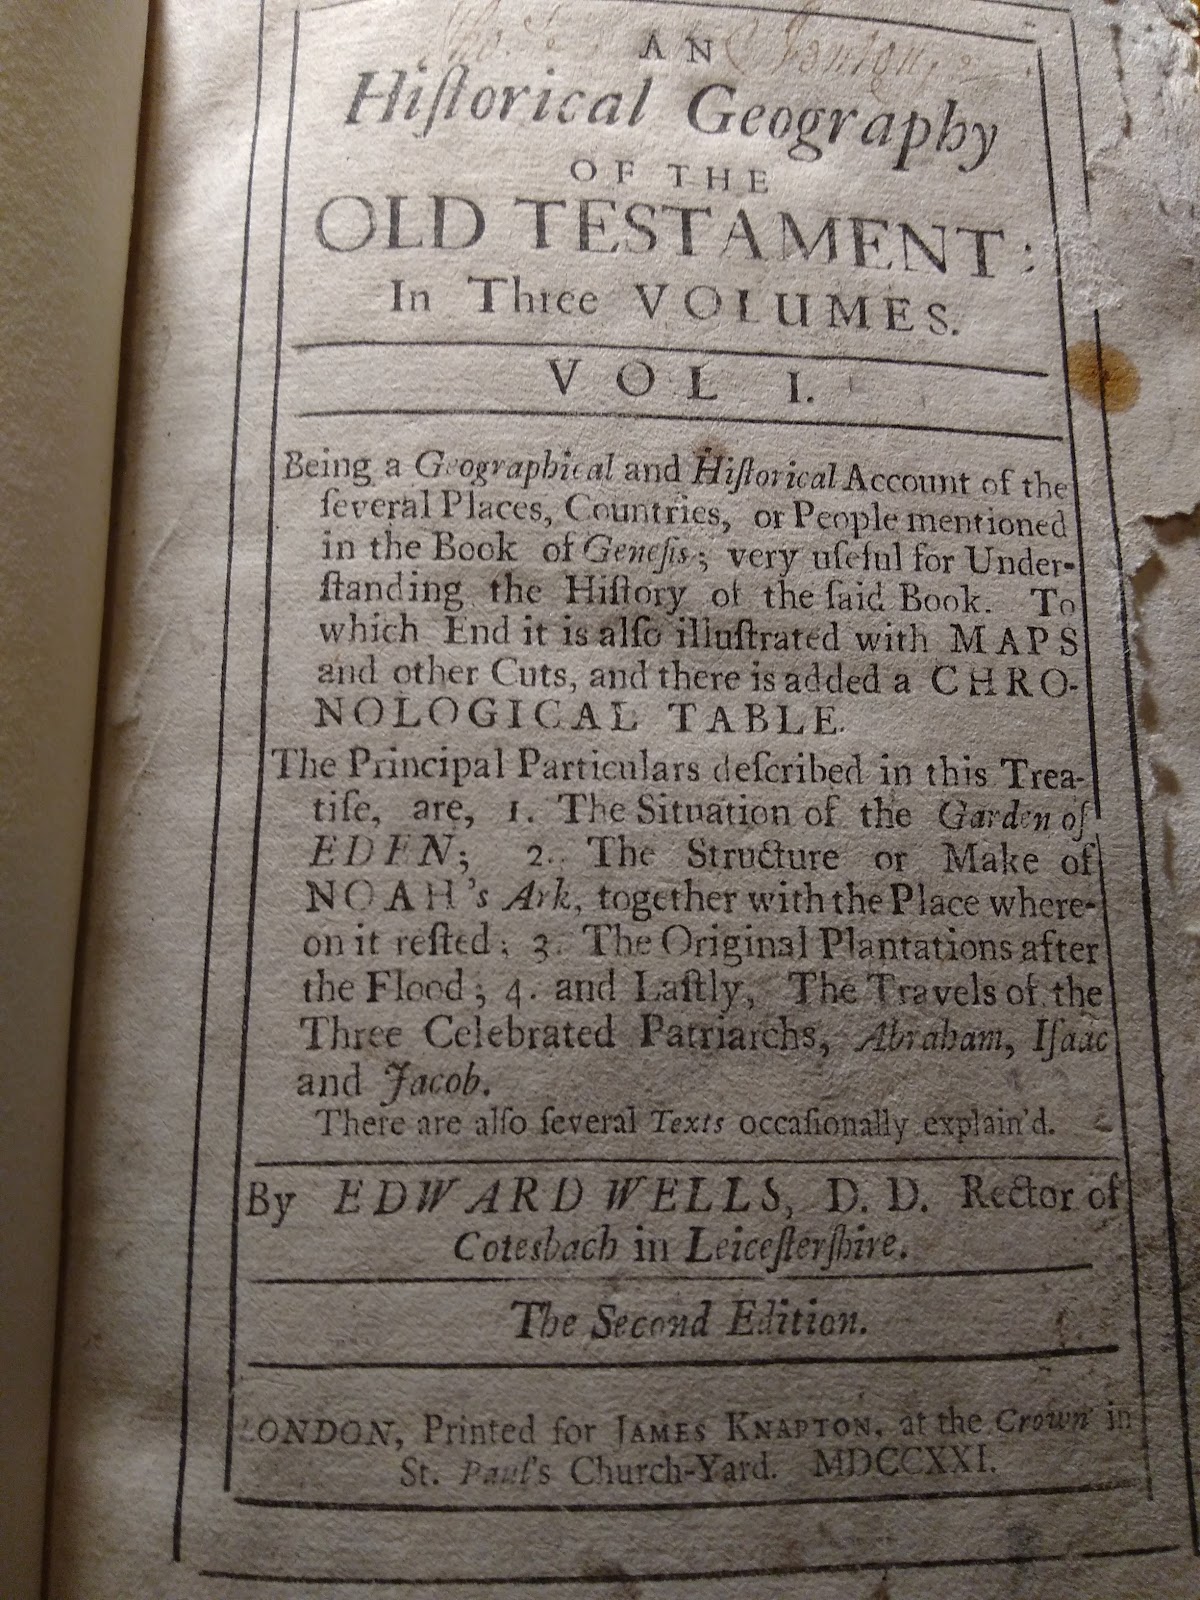 AN
Hiſtorical Geography
OF THE
OLD TESTAMENT:
In Three VOLUMES.
VOL I.
Being a Geographical and Hiſtorical Account of the
ſeveral Places, Countries, or People mentioned
in the Book of Geneſis; very uſeful for Under-
ſtanding the Hiſtory of the ſaid Book. To
which End it is alſo illuſtrated with MAPS
and other Cuts, and there is added a CHRO-
NOLOGICAL TABLE.
The Principal Particulars deſcribed in this Trea-
tiſe, are, 1. The Situation of the Garden of
EDEN; 2. The Structure or Make of
NOAH's Ark, together with the Place where-
on it reſted; 3. The Original Plantations after
the Flood; 4. and Laſtly, The Travels of the
Three Celebrated Patriarchs, Abraham, Iſaac
and Jacob.
There are alſo ſeveral Texts occaſionally explain'd.
By EDWARD WELLS, D. D. Rector of
Cotesbach in Leiceſterſhire.
The Second Edition.
LONDON, Printed for JAMES KNAPTON, at the Crown in
St. Paul's Church-Yard. MDCCXXI.